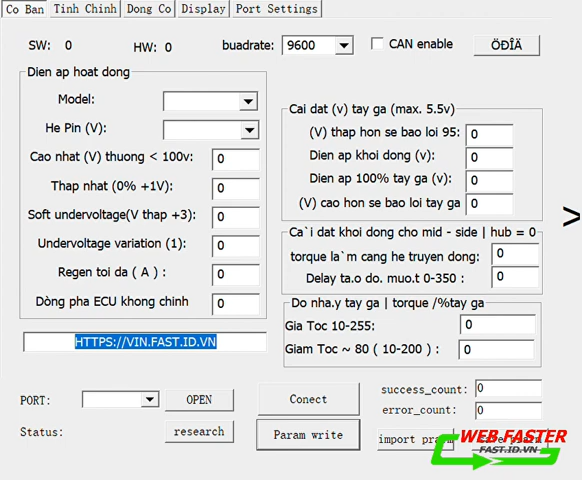 Co Ban Tinh Chinh Dong Co Display Port Settings
SW: 0 HW: 0 buadrate: 9600 CAN enable ÖÐÎÄ
Dien ap hoat dong
Model:
He Pin (V):
Cao nhat (V) thuong < 100v: 0
Thap nhat (0% +1V): 0
Soft undervoltage(V thap +3): 0
Undervoltage variation (1): 0
Regen toi da ( A ) : 0
Dòng pha ECU khong chinh 0
HTTPS://VIN.FAST.ID.VN
Cai dat (v) tay ga (max. 5.5v)
(V) thap hon se bao loi 95: 0
Dien ap khoi dong (v): 0
Dien ap 100% tay ga (v): 0
(V) cao hon se bao loi tay ga 0
Ca`i dat khoi dong cho mid - side | hub = 0
torque la`m cang he truyen dong: 0
Delay ta.o do. muo.t 0-350 : 0
Do nha.y tay ga | torque /%tay ga
Gia Toc 10-255: 0
Giam Toc ~ 80 ( 10-200 ) : 0
>
PORT: OPEN Conect success_count: 0
error_count: 0
Status: research Param write import pram
WEB FASTER
FAST.ID.VN